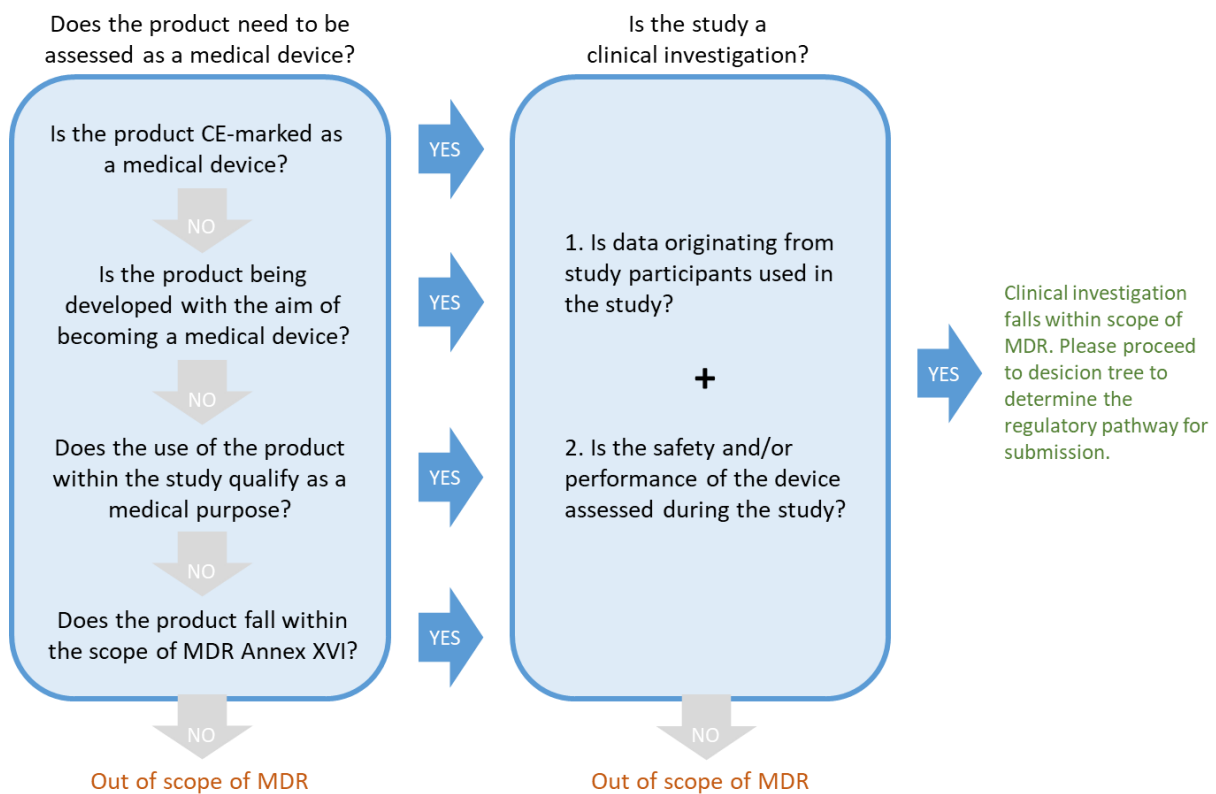 Does the product need to be
assessed as a medical device?
Is the product CE-marked as
a medical device?
NO
Is the product being
developed with the aim of
becoming a medical device?
NO
Does the use of the product
within the study qualify as a
medical purpose?
NO
Does the product fall within
the scope of MDR Annex XVI?
NO
Out of scope of MDR
YES
YES
YES
YES
Is the study a
clinical investigation?
1. Is data originating from
study participants used in
the study?
+
2. Is the safety and/or
performance of the device
assessed during the study?
NO
Out of scope of MDR
YES
Clinical investigation
falls within scope of
MDR. Please proceed
to desicion tree to
determine the
regulatory pathway for
submission.